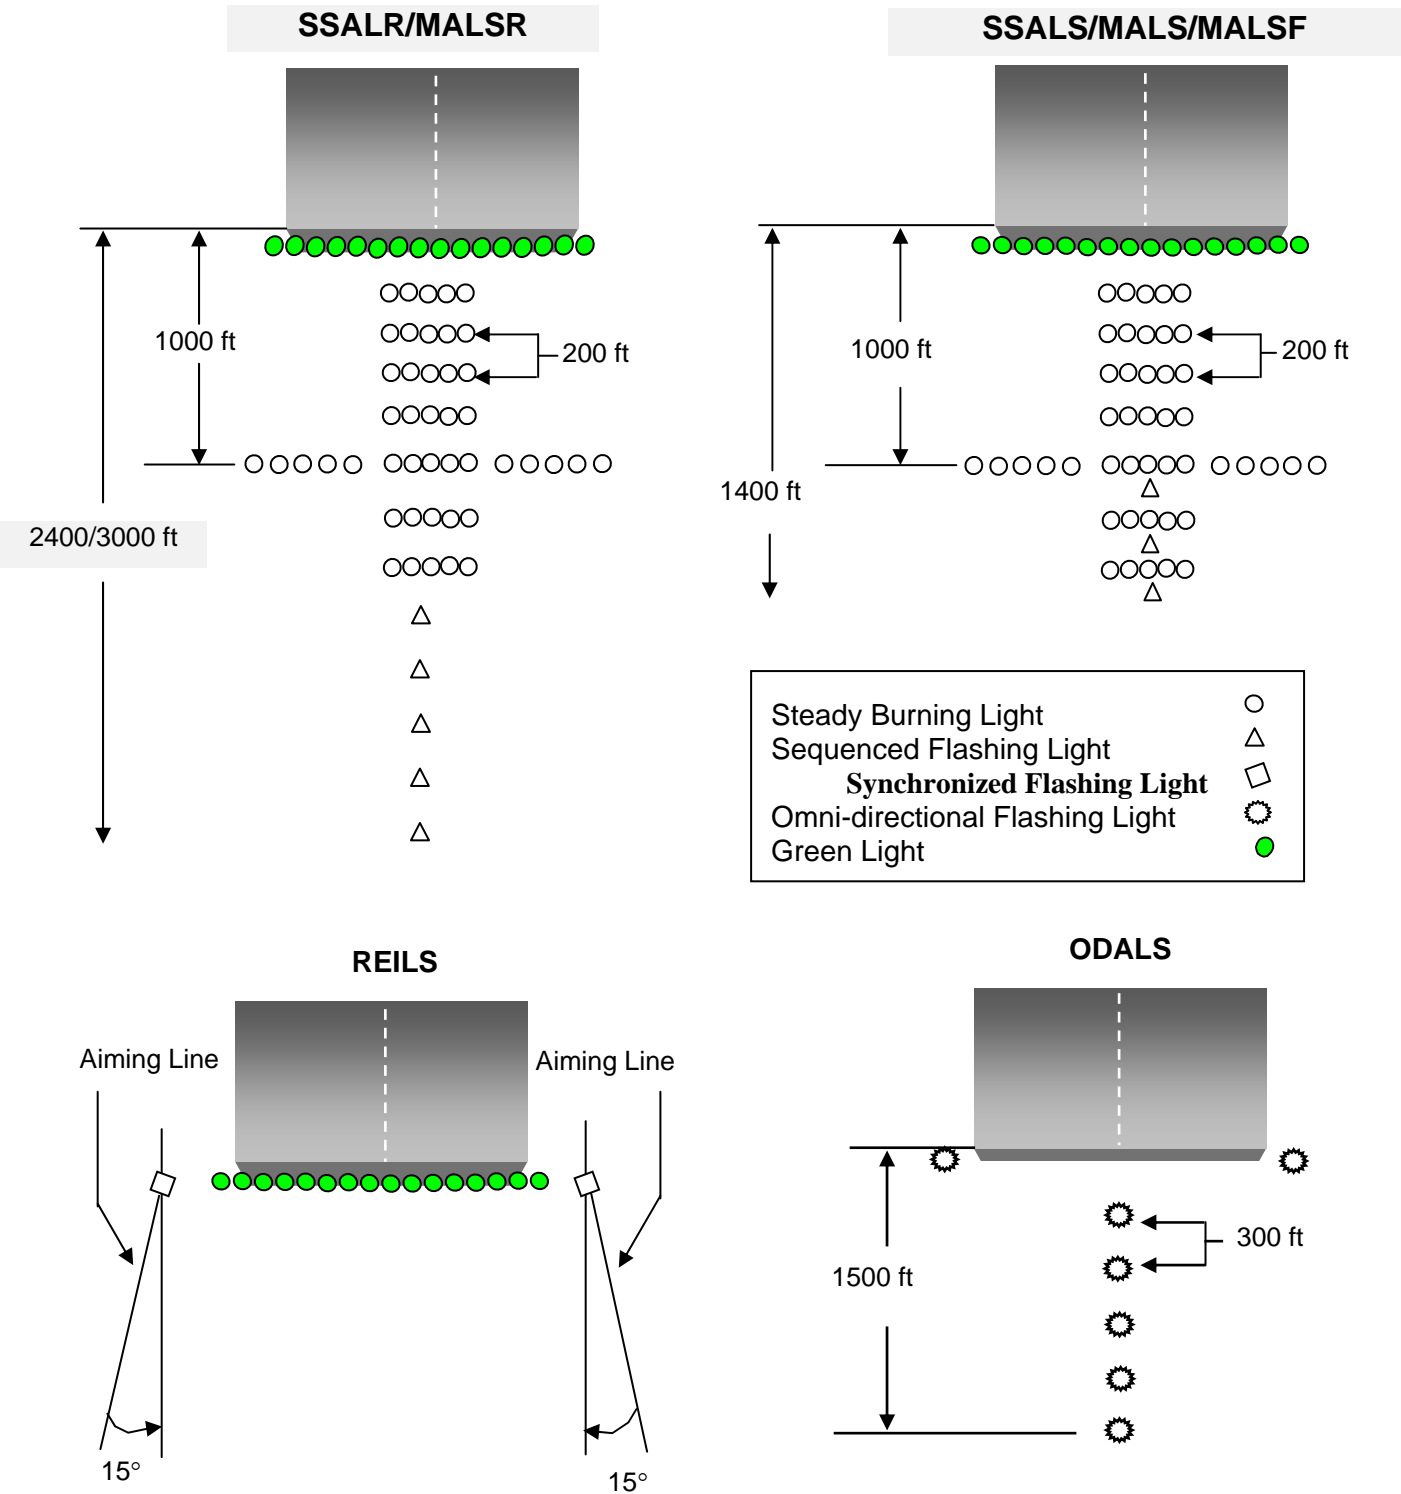 SSALR/MALSR
1000 ft
200 ft
2400/3000 ft
SSALS/MALS/MALSF
1000 ft
200 ft
1400 ft
Steady Burning Light
Sequenced Flashing Light
Synchronized Flashing Light
Omni-directional Flashing Light
Green Light
REILS
Aiming Line
Aiming Line
15°
15°
ODALS
300 ft
1500 ft